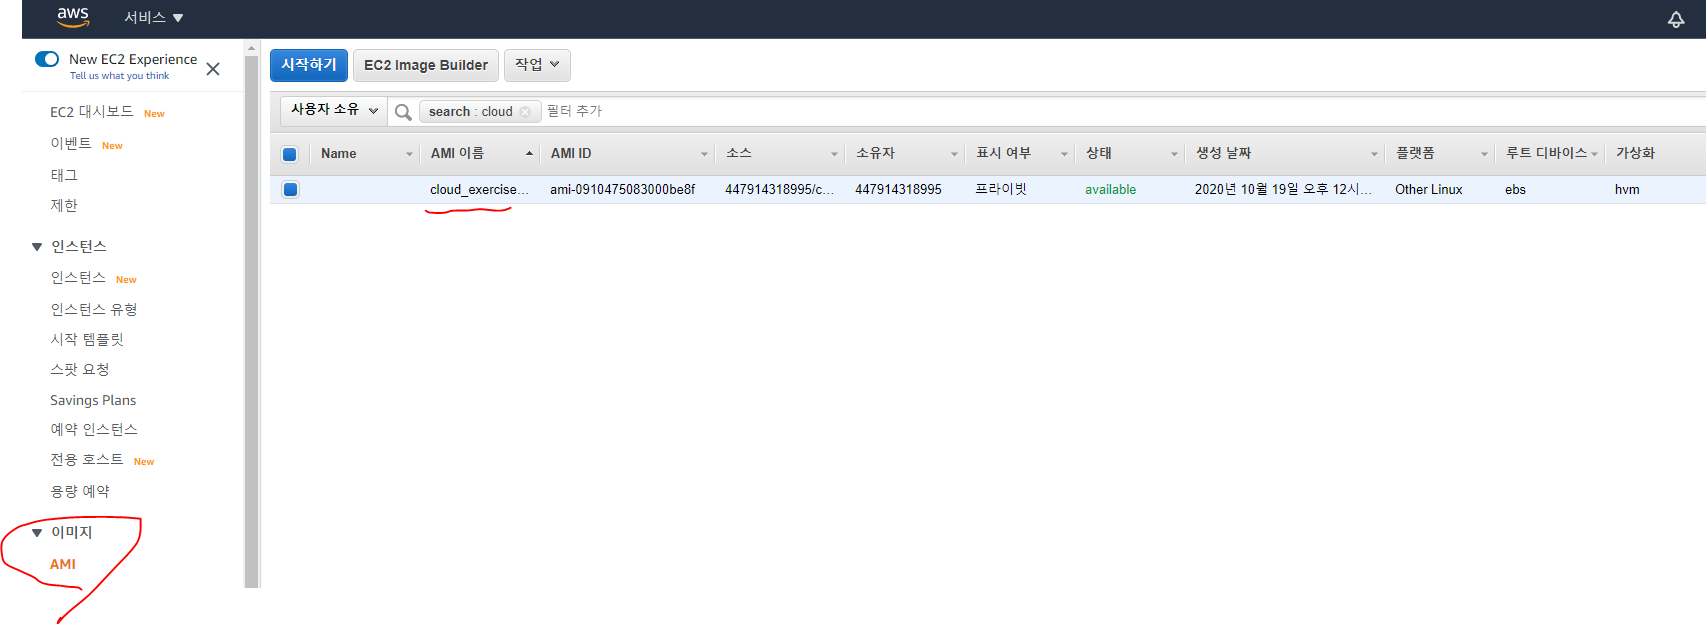 aws 서비스
New EC2 Experience
Tell us what you think
EC2 대시보드 New
이벤트 New
태그
제한
인스턴스
인스턴스 New
인스턴스 유형
시작 템플릿
스팟 요청
Savings Plans
예약 인스턴스
전용 호스트 New
용량 예약
이미지
AMI
시작하기 EC2 Image Builder 작업
사용자 소유 search : cloud 필터 추가
Name AMI 이름 AMI ID 소스 소유자 표시 여부 상태 생성 날짜 플랫폼 루트 디바이스 가상화
cloud_exercise... ami-0910475083000be8f 447914318995/c... 447914318995 프라이빗 available 2020년 10월 19일 오후 12시... Other Linux ebs hvm